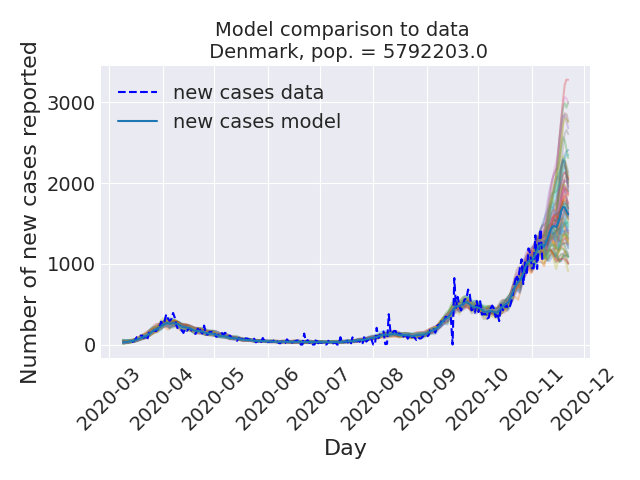 Model comparison to data
Denmark, pop. = 5792203.0
Number of new cases reported
3000
2000
1000
0
new cases data
new cases model
2020-03
2020-04
2020-05
2020-06
2020-07
2020-08
2020-09
2020-10
2020-11
2020-12
Day